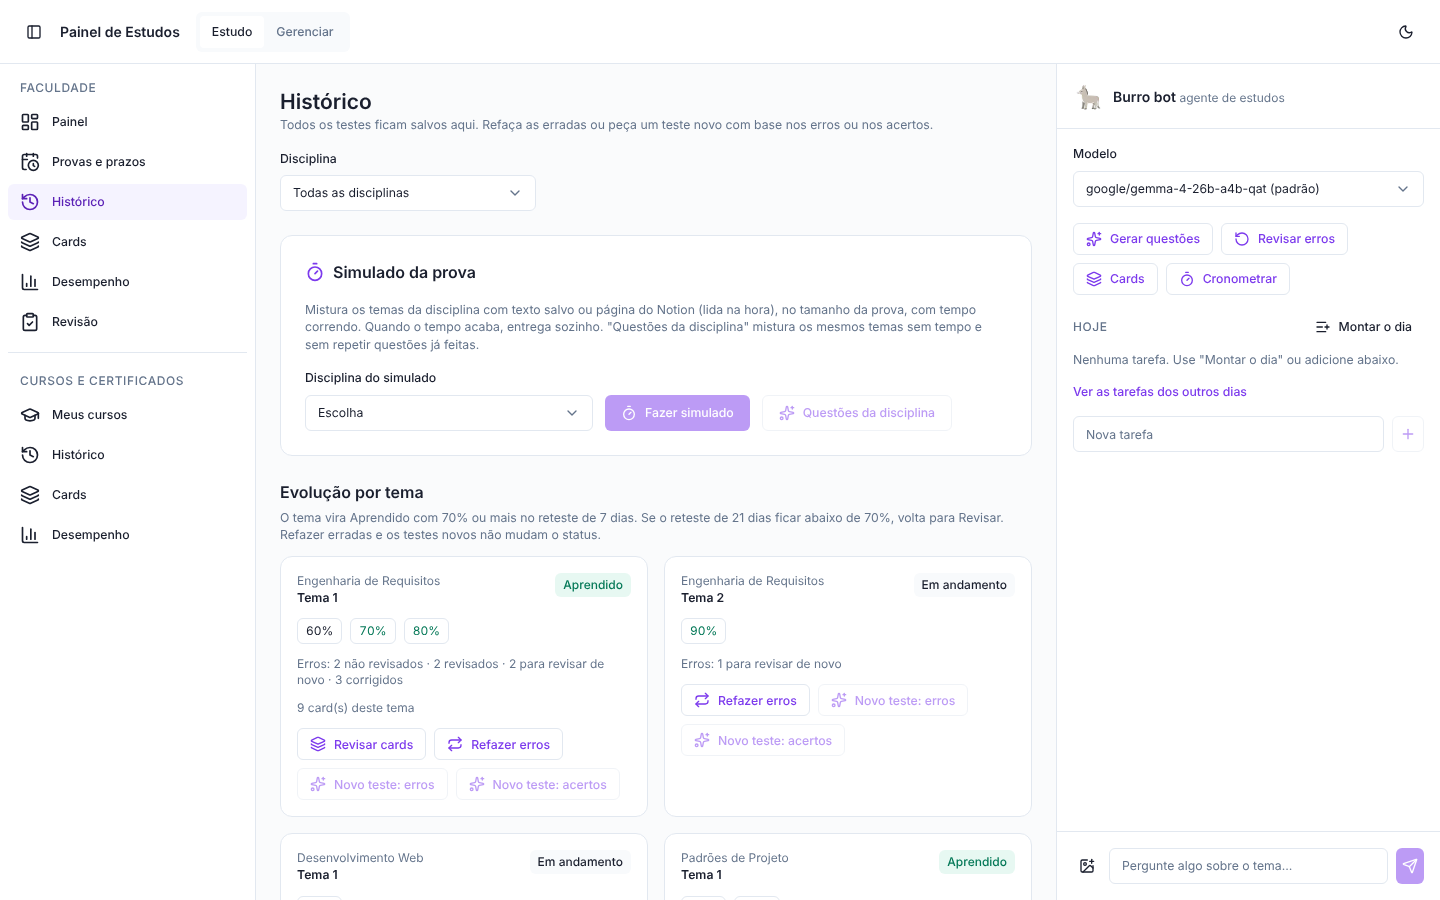 Painel de Estudos
Estudo
Gerenciar
FACULDADE
Painel
Provas e prazos
Histórico
Cards
Desempenho
Revisão
CURSOS E CERTIFICADOS
Meus cursos
Histórico
Cards
Desempenho
Histórico
Todos os testes ficam salvos aqui. Refaça as erradas ou peça um teste novo com base nos erros ou nos acertos.
Disciplina
Todas as disciplinas
Simulado da prova
Mistura os temas da disciplina com texto salvo ou página do Notion (lida na hora), no tamanho da prova, com tempo
correndo. Quando o tempo acaba, entrega sozinho. "Questões da disciplina" mistura os mesmos temas sem tempo e
sem repetir questões já feitas.
Disciplina do simulado
Escolha
Fazer simulado
Questões da disciplina
Evolução por tema
O tema vira Aprendido com 70% ou mais no reteste de 7 dias. Se o reteste de 21 dias ficar abaixo de 70%, volta para Revisar.
Refazer erradas e os testes novos não mudam o status.
Engenharia de Requisitos
Tema 1
Aprendido
60%
70%
80%
Erros: 2 não revisados · 2 revisados · 2 para revisar de
novo · 3 corrigidos
9 card(s) deste tema
Revisar cards
Refazer erros
Novo teste: erros
Novo teste: acertos
Engenharia de Requisitos
Tema 2
Em andamento
90%
Erros: 1 para revisar de novo
Refazer erros
Novo teste: erros
Novo teste: acertos
Desenvolvimento Web
Tema 1
Em andamento
Padrões de Projeto
Tema 1
Aprendido
Burro bot agente de estudos
Modelo
google/gemma-4-26b-a4b-qat (padrão)
Gerar questões
Revisar erros
Cards
Cronometrar
HOJE
Montar o dia
Nenhuma tarefa. Use "Montar o dia" ou adicione abaixo.
Ver as tarefas dos outros dias
Nova tarefa
Pergunte algo sobre o tema...